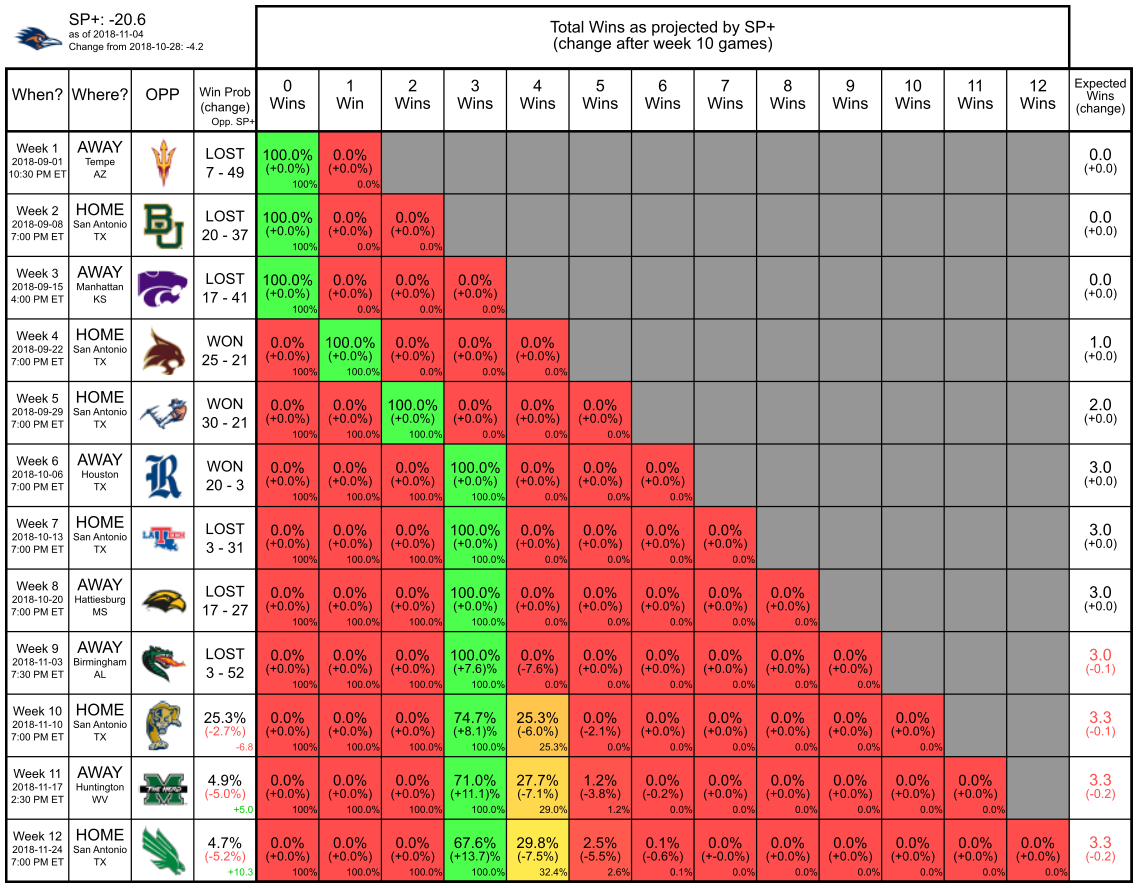 SP+: -20.6
as of 2018-11-04
Change from 2018-10-28: -4.2
Total Wins as projected by SP+
(change after week 10 games)
When? Where? OPP Win Prob (change) Opp. SP+ 0 Wins 1 Win 2 Wins 3 Wins 4 Wins 5 Wins 6 Wins 7 Wins 8 Wins 9 Wins 10 Wins 11 Wins 12 Wins Expected Wins (change)
Week 1 AWAY LOST 100.0% 0.0% 0.0
2018-09-01 Tempe 7 - 49 (+0.0%) (+0.0%) (+0.0)
10:30 PM ET AZ 100% 0.0%
Week 2 HOME BU LOST 100.0% 0.0% 0.0% 0.0
2018-09-08 San Antonio 20 - 37 (+0.0%) (+0.0%) (+0.0%) (+0.0)
7:00 PM ET TX 100% 0.0% 0.0%
Week 3 AWAY LOST 100.0% 0.0% 0.0% 0.0% 0.0
2018-09-15 Manhattan 17 - 41 (+0.0%) (+0.0%) (+0.0%) (+0.0%) (+0.0)
4:00 PM ET KS 100% 0.0% 0.0% 0.0%
Week 4 HOME WON 0.0% 100.0% 0.0% 0.0% 0.0% 1.0
2018-09-22 San Antonio 25 - 21 (+0.0%) (+0.0%) (+0.0%) (+0.0%) (+0.0%) (+0.0)
7:00 PM ET TX 100% 100.0% 0.0% 0.0% 0.0%
Week 5 HOME WON 0.0% 0.0% 100.0% 0.0% 0.0% 0.0% 2.0
2018-09-29 San Antonio 30 - 21 (+0.0%) (+0.0%) (+0.0%) (+0.0%) (+0.0%) (+0.0%) (+0.0)
7:00 PM ET TX 100% 100.0% 100.0% 0.0% 0.0% 0.0%
Week 6 AWAY R WON 0.0% 0.0% 0.0% 100.0% 0.0% 0.0% 0.0% 3.0
2018-10-06 Houston 20 - 3 (+0.0%) (+0.0%) (+0.0%) (+0.0%) (+0.0%) (+0.0%) (+0.0%) (+0.0)
7:00 PM ET TX 100% 100.0% 100.0% 100.0% 0.0% 0.0% 0.0%
Week 7 HOME LA TECH LOST 0.0% 0.0% 0.0% 100.0% 0.0% 0.0% 0.0% 0.0% 3.0
2018-10-13 San Antonio 3 - 31 (+0.0%) (+0.0%) (+0.0%) (+0.0%) (+0.0%) (+0.0%) (+0.0%) (+0.0%) (+0.0)
7:00 PM ET TX 100% 100.0% 100.0% 100.0% 0.0% 0.0% 0.0% 0.0%
Week 8 AWAY LOST 0.0% 0.0% 0.0% 100.0% 0.0% 0.0% 0.0% 0.0% 0.0% 3.0
2018-10-20 Hattiesburg 17 - 27 (+0.0%) (+0.0%) (+0.0%) (+0.0%) (+0.0%) (+0.0%) (+0.0%) (+0.0%) (+0.0%) (+0.0)
7:00 PM ET MS 100% 100.0% 100.0% 100.0% 0.0% 0.0% 0.0% 0.0% 0.0%
Week 9 AWAY LOST 0.0% 0.0% 0.0% 100.0% 0.0% 0.0% 0.0% 0.0% 0.0% 0.0% 3.0
2018-11-03 Birmingham 3 - 52 (+0.0%) (+0.0%) (+0.0%) (+7.6)% (-7.6%) (+0.0%) (+0.0%) (+0.0%) (+0.0%) (+0.0%) (-0.1)
7:30 PM ET AL 100% 100.0% 100.0% 100.0% 0.0% 0.0% 0.0% 0.0% 0.0% 0.0%
Week 10 HOME 25.3% 0.0% 0.0% 0.0% 74.7% 25.3% 0.0% 0.0% 0.0% 0.0% 0.0% 0.0% 3.3
2018-11-10 San Antonio (-2.7%) (+0.0%) (+0.0%) (+0.0%) (+8.1)% (-6.0%) (-2.1%) (+0.0%) (+0.0%) (+0.0%) (+0.0%) (+0.0%) (-0.1)
7:00 PM ET TX -6.8 100% 100.0% 100.0% 100.0% 25.3% 0.0% 0.0% 0.0% 0.0% 0.0% 0.0%
Week 11 AWAY M THE HERD 4.9% 0.0% 0.0% 0.0% 71.0% 27.7% 1.2% 0.0% 0.0% 0.0% 0.0% 0.0% 0.0% 3.3
2018-11-17 Huntington (-5.0%) (+0.0%) (+0.0%) (+0.0%) (+11.1)% (-7.1%) (-3.8%) (-0.2%) (+0.0%) (+0.0%) (+0.0%) (+0.0%) (+0.0%) (-0.2)
2:30 PM ET WV +5.0 100% 100.0% 100.0% 100.0% 29.0% 1.2% 0.0% 0.0% 0.0% 0.0% 0.0% 0.0%
Week 12 HOME 4.7% 0.0% 0.0% 0.0% 67.6% 29.8% 2.5% 0.1% 0.0% 0.0% 0.0% 0.0% 0.0% 0.0% 3.3
2018-11-24 San Antonio (-5.2%) (+0.0%) (+0.0%) (+0.0%) (+13.7)% (-7.5%) (-5.5%) (-0.6%) (+-0.0%) (+0.0%) (+0.0%) (+0.0%) (+0.0%) (+0.0%) (-0.2)
7:00 PM ET TX +10.3 100% 100.0% 100.0% 100.0% 32.4% 2.6% 0.1% 0.0% 0.0% 0.0% 0.0% 0.0% 0.0%